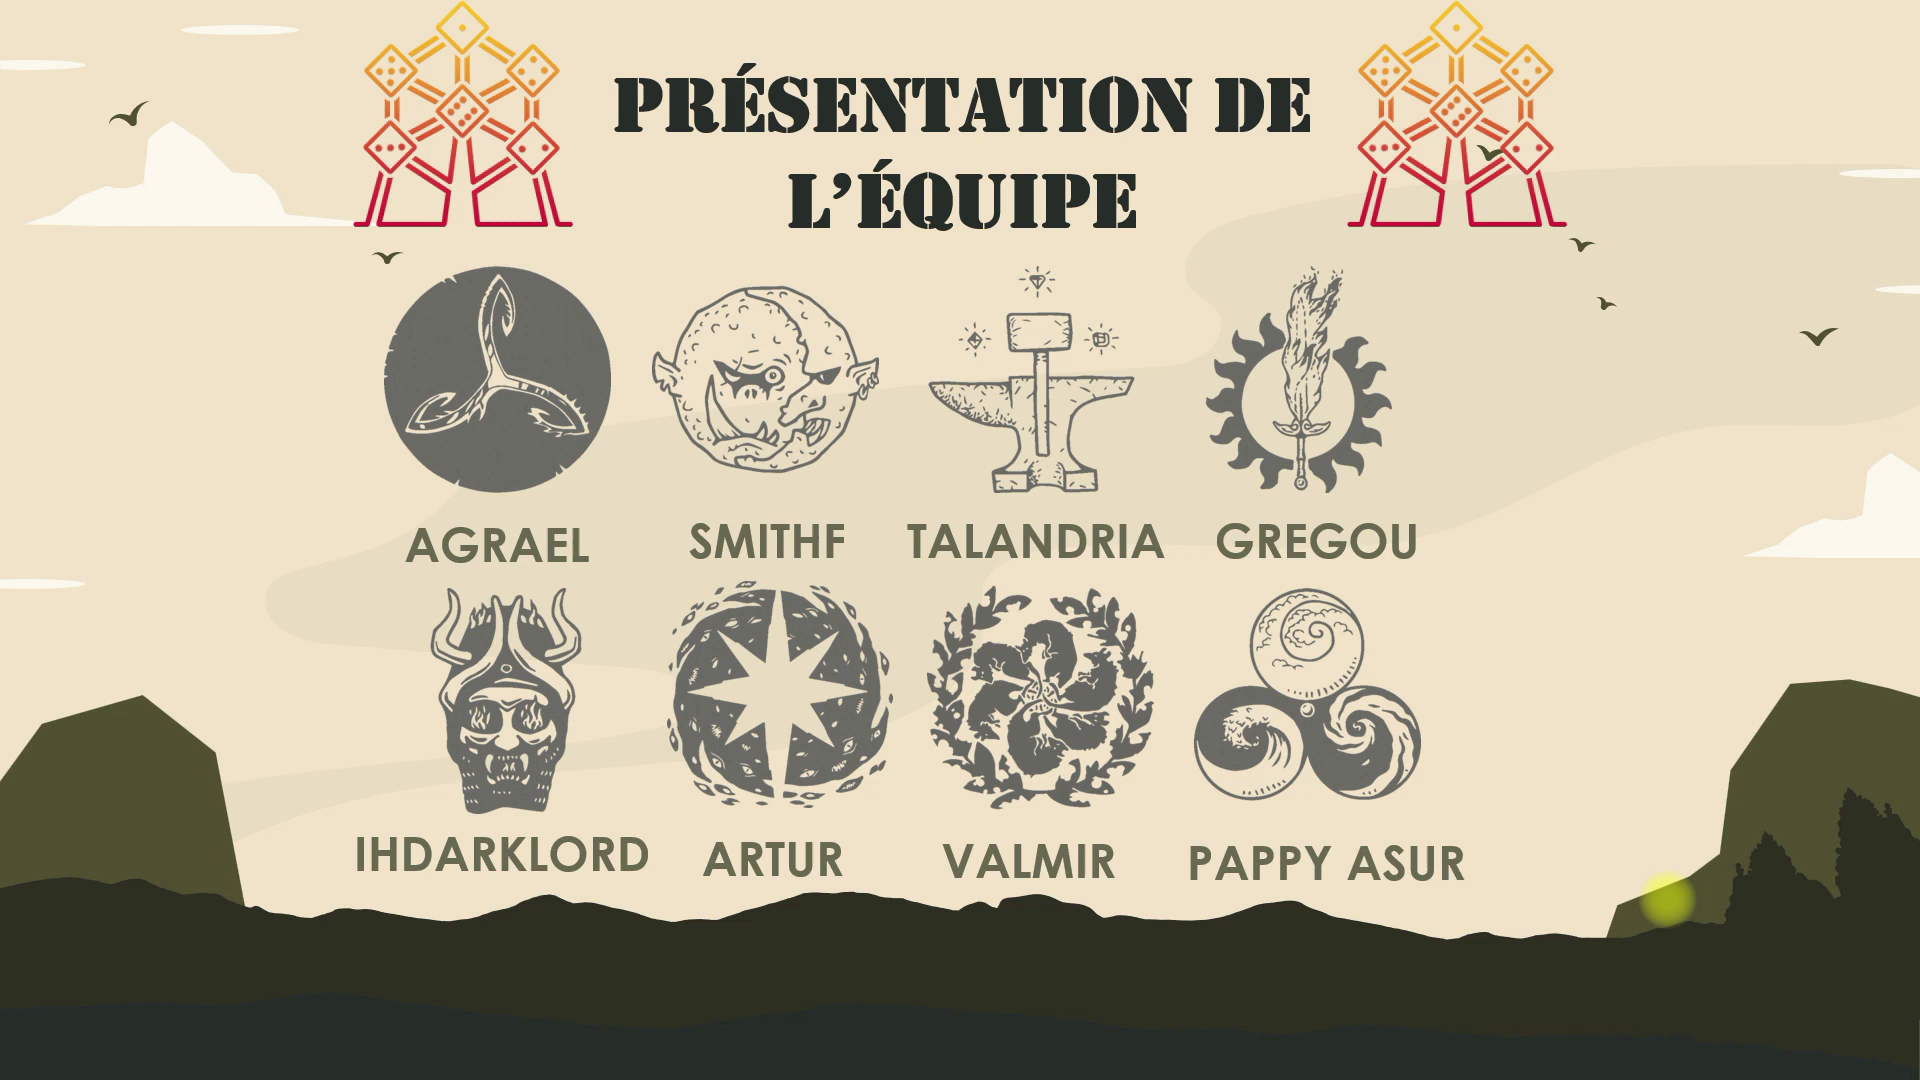 PRÉSENTATION DE
L’ÉQUIPE
AGRAEL
SMITHF
TALANDRIA
GREGOU
IHDARKLORD
ARTUR
VALMIR
PAPPY ASUR